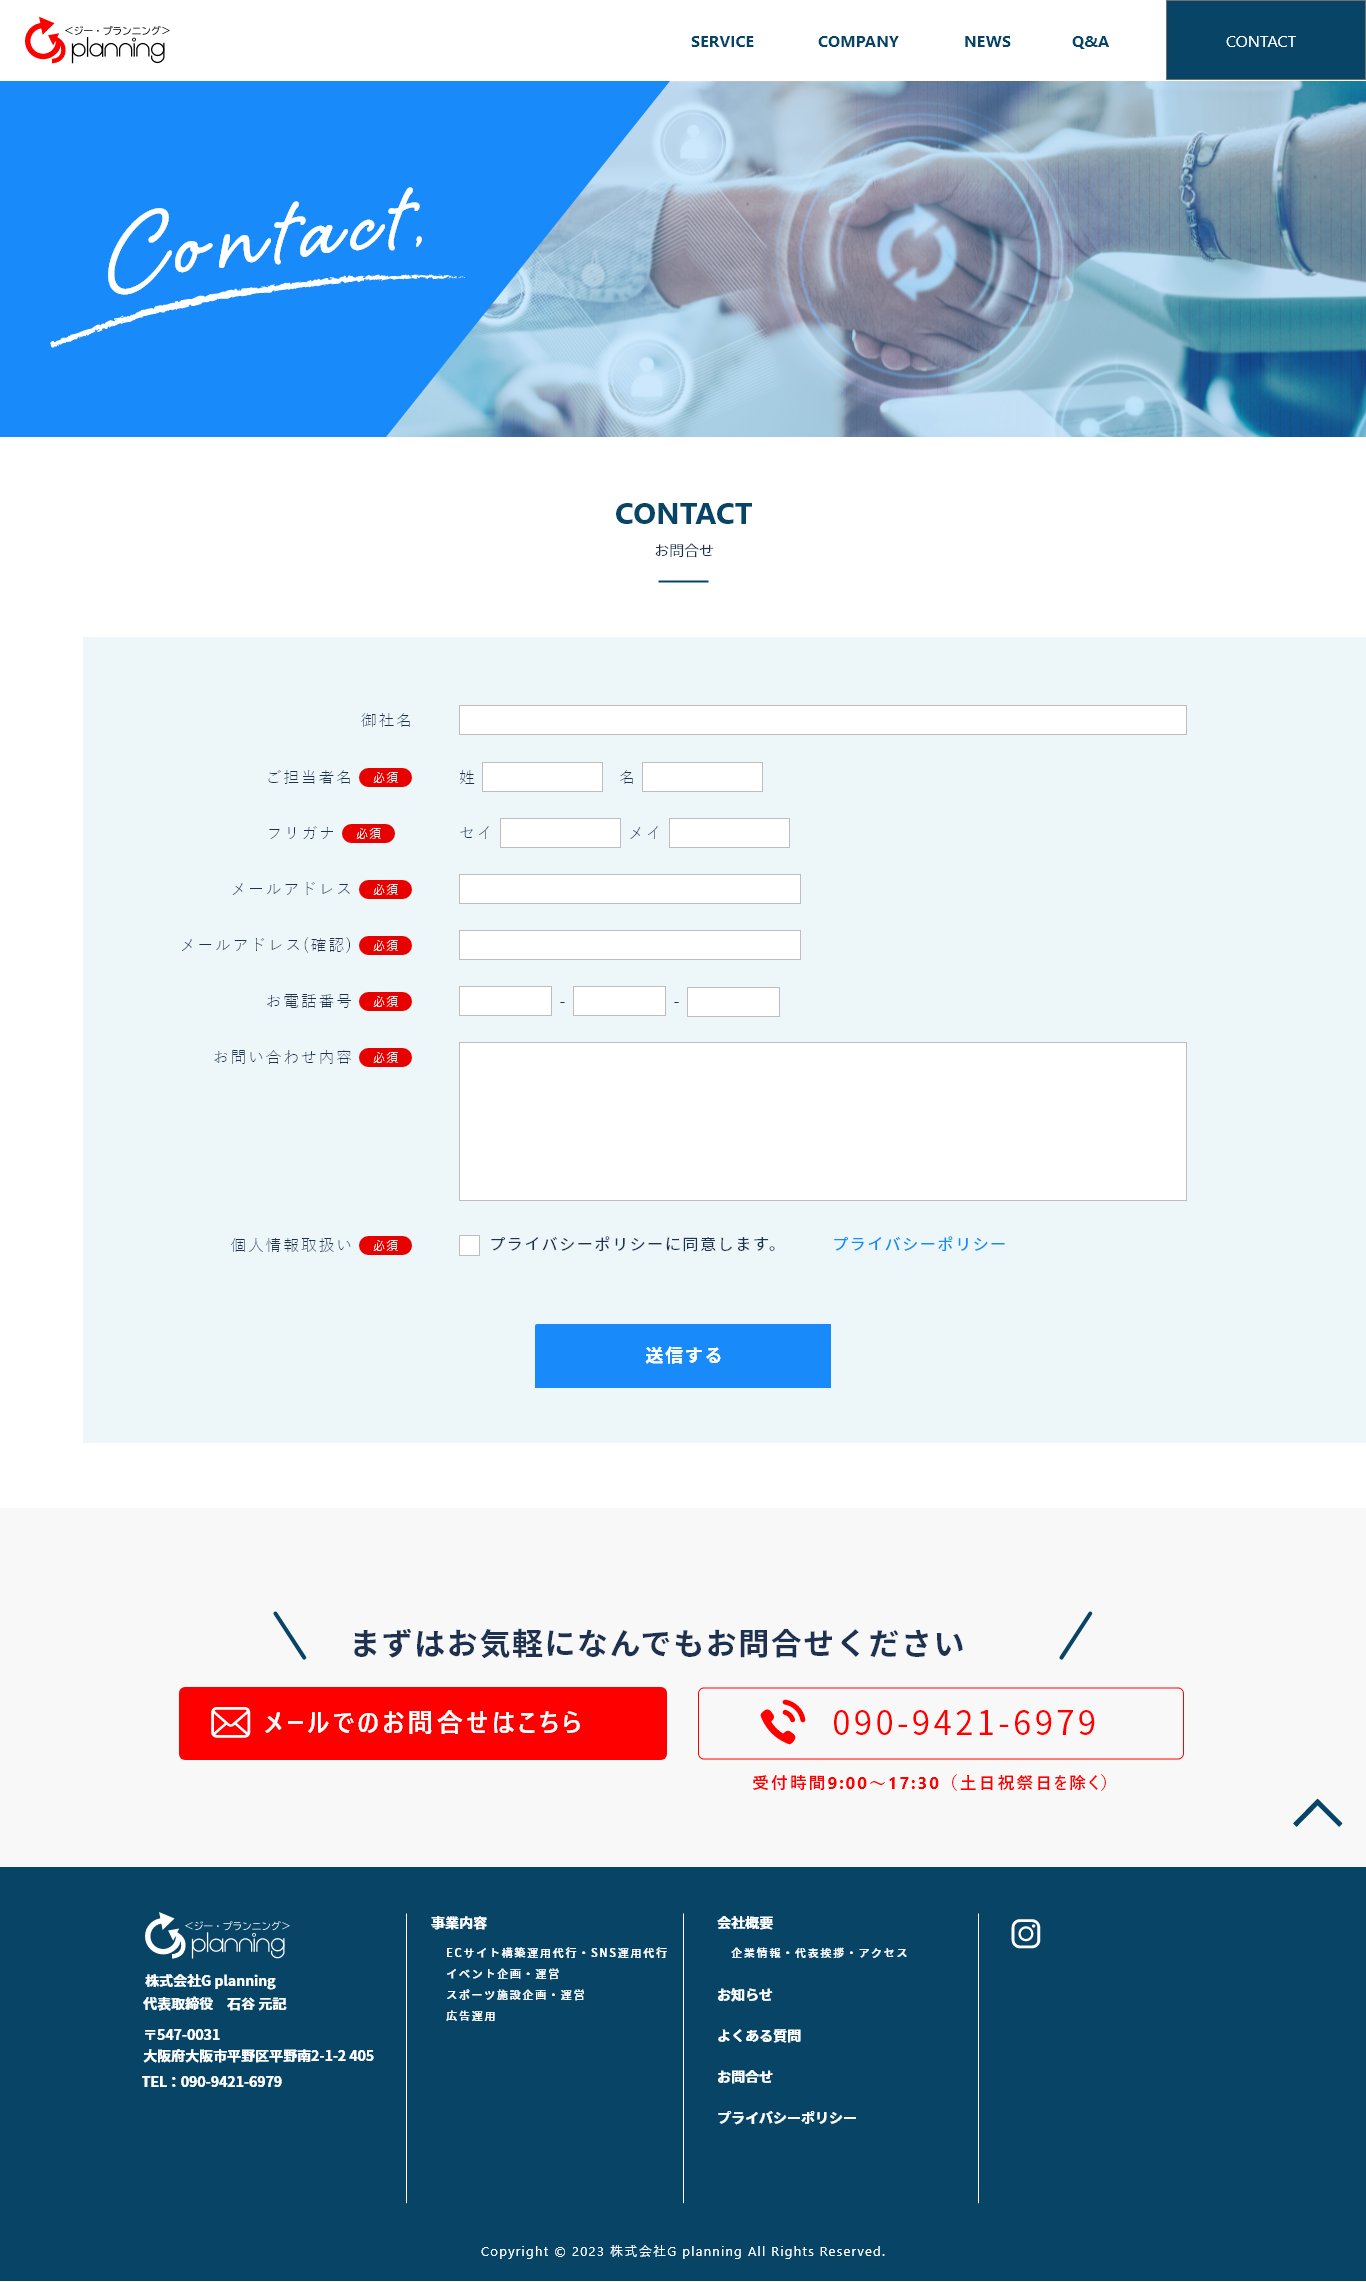 <ジー・プランニング>
planning
SERVICE COMPANY NEWS Q&A CONTACT
Contact.
CONTACT
お問合せ
御社名
ご担当者名 必須 姓 名
フリガナ 必須 セイ メイ
メールアドレス 必須
メールアドレス(確認) 必須
お電話番号 必須 - -
お問い合わせ内容 必須
個人情報取扱い 必須 プライバシーポリシーに同意します。 プライバシーポリシー
送信する
まずはお気軽になんでもお問合せください
メールでのお問合せはこちら
090-9421-6979
受付時間9:00～17:30（土日祝祭日を除く）
<ジー・プランニング>
planning
株式会社G planning
代表取締役　石谷 元記
〒547-0031
大阪府大阪市平野区平野南2-1-2 405
TEL：090-9421-6979
事業内容
ECサイト構築運用代行・SNS運用代行
イベント企画・運営
スポーツ施設企画・運営
広告運用
会社概要
企業情報・代表挨拶・アクセス
お知らせ
よくある質問
お問合せ
プライバシーポリシー
Copyright © 2023 株式会社G planning All Rights Reserved.